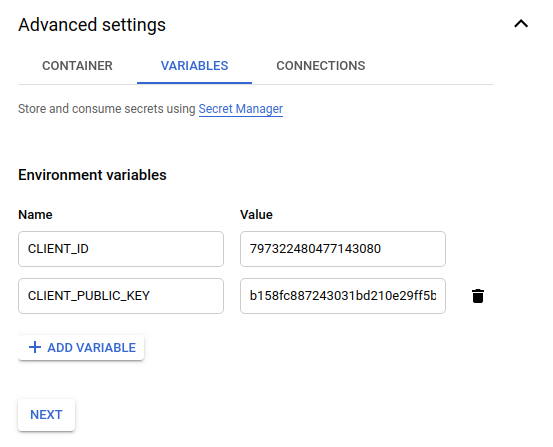 Advanced settings
CONTAINER VARIABLES CONNECTIONS
Store and consume secrets using Secret Manager
Environment variables
Name Value
CLIENT_ID 797322480477143080
CLIENT_PUBLIC_KEY b158fc887243031bd210e29ff5b
+ ADD VARIABLE
NEXT